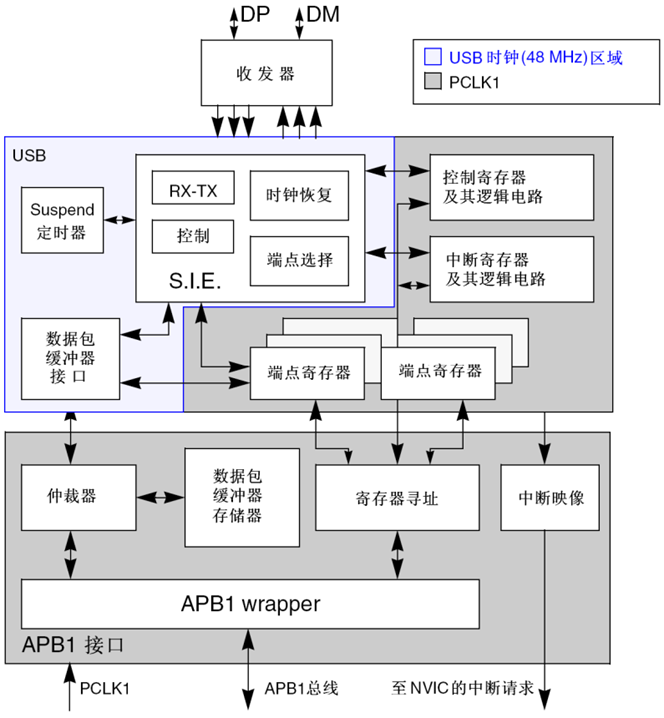 DP DM
收 发 器
USB 时钟(48 MHz)区域
PCLK1
USB
RX-TX
时钟恢复
控制
端点选择
S.I.E.
Suspend
定时器
控制寄存器
及其逻辑电路
中断寄存器
及其逻辑电路
数据包
缓冲器
接 口
端点寄存器
端点寄存器
仲裁器
数据包
缓冲器
存储器
寄存器寻址
中断映像
APB1 wrapper
APB1 接口
PCLK1
APB1总线
至NVIC的中断请求